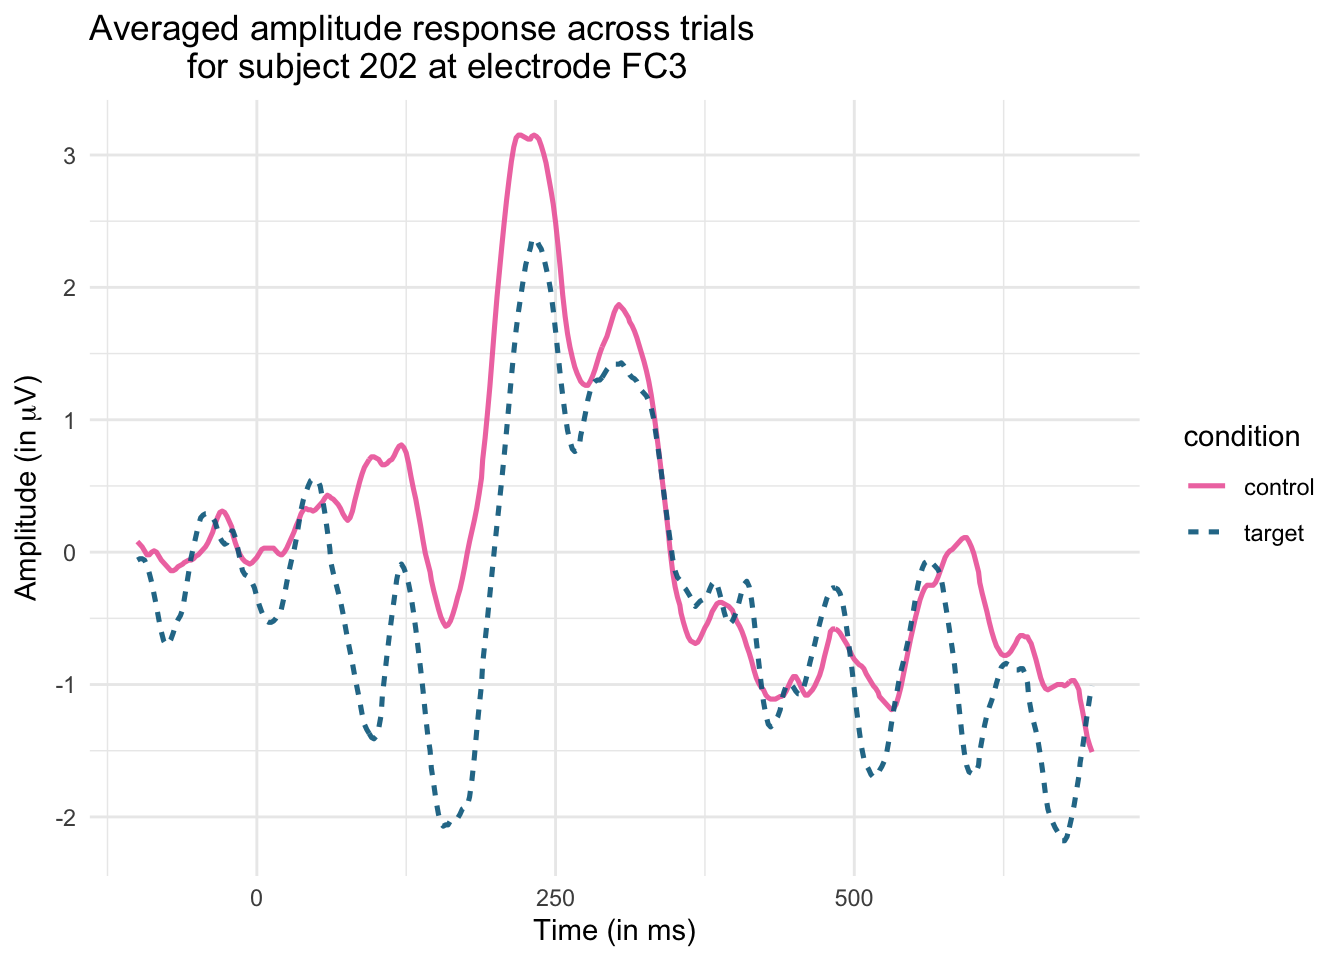 Averaged amplitude response across trials
for subject 202 at electrode FC3
3
2
1
0
-1
-2
Amplitude (in μV)
0 250 500
Time (in ms)
condition
control
target